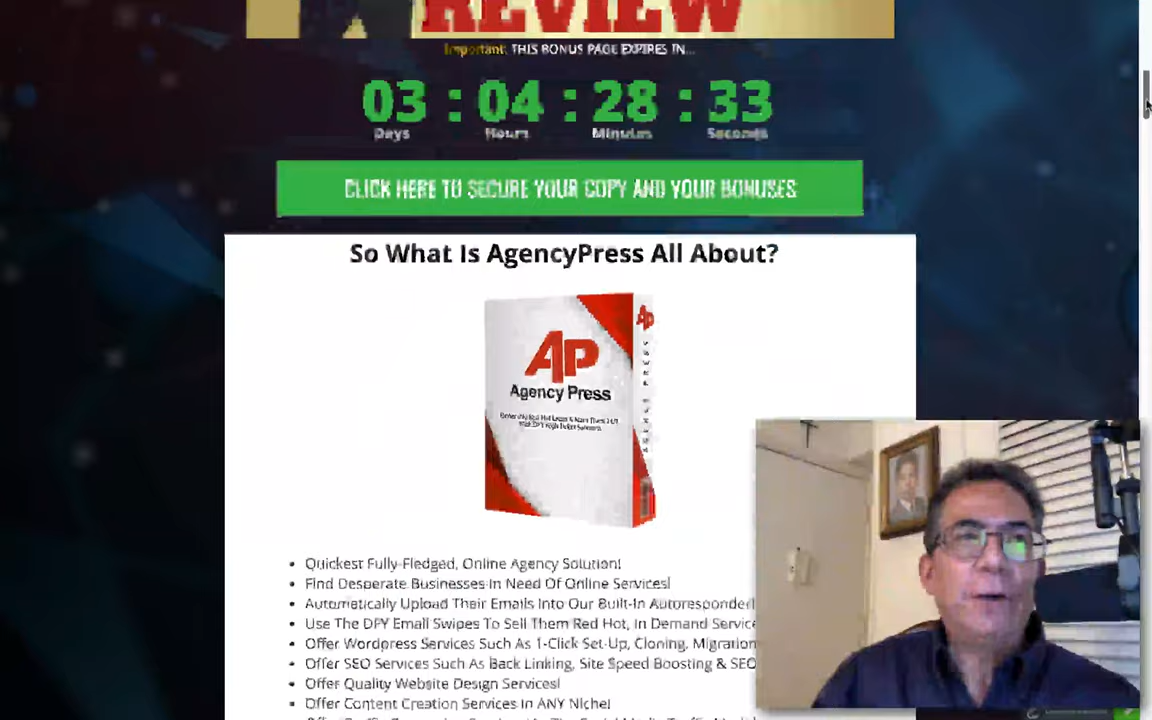 REVIEW
Important: THIS BONUS PAGE EXPIRES IN...
03 : 04 : 28 : 33
Days Hours Minutes Seconds
CLICK HERE TO SECURE YOUR COPY AND YOUR BONUSES
So What Is AgencyPress All About?
AP
Agency Press
AP
AGENCY PRESS
Quickest Fully-Fledged, Online Agency Solution!
Find Desperate Businesses In Need Of Online Services!
Automatically Upload Their Emails Into Our Built-In Autoresponder!
Use The DFY Email Swipes To Sell Them Red Hot, In Demand Service
Offer Wordpress Services Such As 1-Click Set-Up, Cloning, Migration
Offer SEO Services Such As Back Linking, Site Speed Boosting & SEO
Offer Quality Website Design Services!
Offer Content Creation Services In ANY Niche!